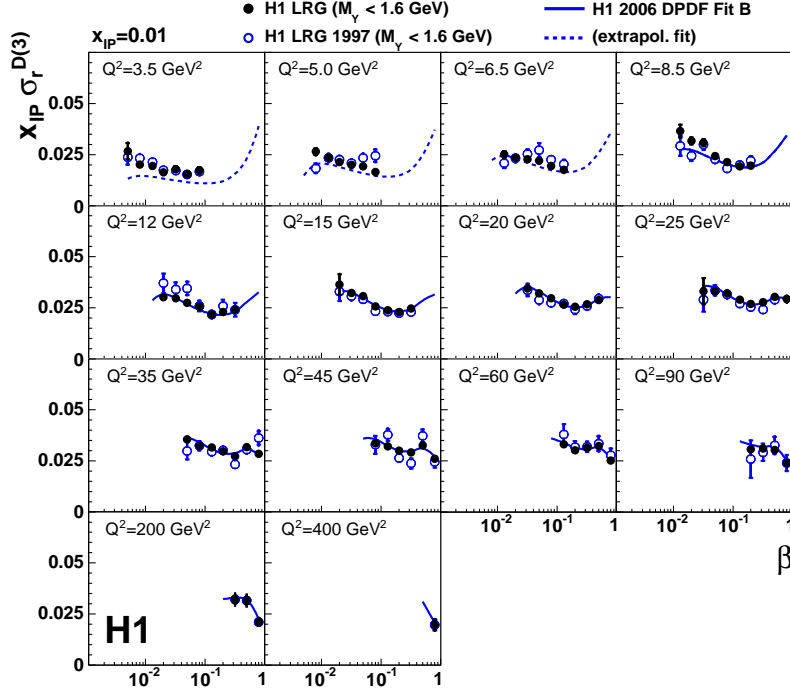 H1 LRG (M_Y < 1.6 GeV)
H1 2006 DPDF Fit B
x_IP=0.01
H1 LRG 1997 (M_Y < 1.6 GeV)
(extrapol. fit)
x_IP σ_r^D(3)
Q²=3.5 GeV²
Q²=5.0 GeV²
Q²=6.5 GeV²
Q²=8.5 GeV²
0.05
0.025
0
Q²=12 GeV²
Q²=15 GeV²
Q²=20 GeV²
Q²=25 GeV²
0.05
0.025
0
Q²=35 GeV²
Q²=45 GeV²
Q²=60 GeV²
Q²=90 GeV²
0.05
0.025
0
10⁻² 10⁻¹ 1
10⁻² 10⁻¹ 1
Q²=200 GeV²
Q²=400 GeV²
β
0.05
0.025
0
H1
10⁻² 10⁻¹ 1
10⁻² 10⁻¹ 1